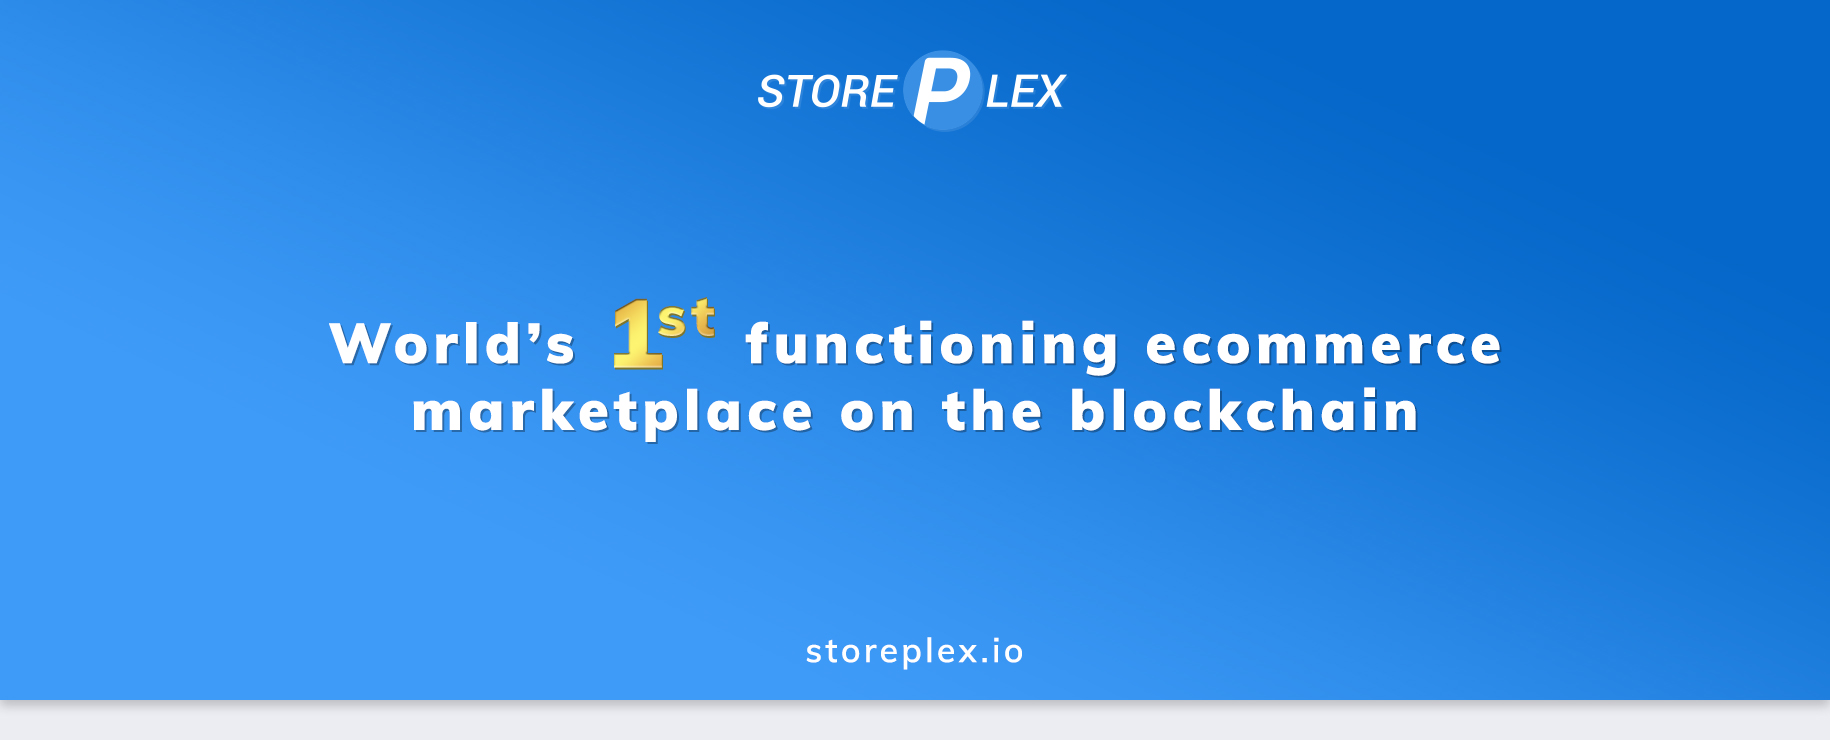 STOREPLEX
World’s 1st functioning ecommerce
marketplace on the blockchain
storeplex.io